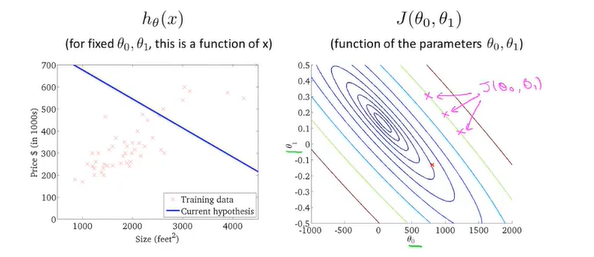 hθ(x)
(for fixed θ0, θ1, this is a function of x)
700
600
500
400
300
200
100
0
Price $ (in 1000s)
1000 2000 3000 4000
Size (feet²)
Training data
Current hypothesis
J(θ0, θ1)
(function of the parameters θ0, θ1)
0.5
0.4
0.3
0.2
0.1
0
-0.1
-0.2
-0.3
-0.4
-0.5
θ1
-1000 -500 0 500 1000 1500 2000
θ0
J(θ0, θ1)